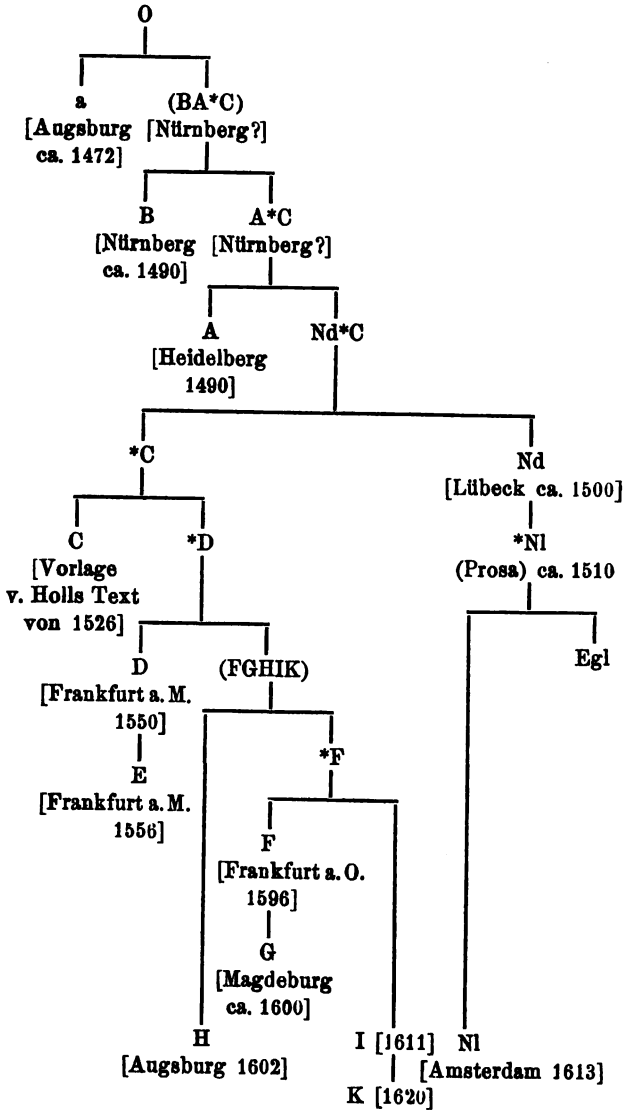 O
a (BA*C)
[Augsburg [Nürnberg?]
ca. 1472]
B A*C
[Nürnberg [Nürnberg?]
ca. 1490]
A Nd*C
[Heidelberg
1490]
*C
Nd
[Lübeck ca. 1500]
C *D *Nl
[Vorlage (Prosa) ca. 1510
v. Holls Text
von 1526]
D (FGHIK) Egl
[Frankfurt a. M.
1550]
*F
E
[Frankfurt a. M.
1556]
F
[Frankfurt a. O.
1596]
G
[Magdeburg
ca. 1600]
H I [1611] Nl
[Augsburg 1602] [Amsterdam 1613]
K [1620]